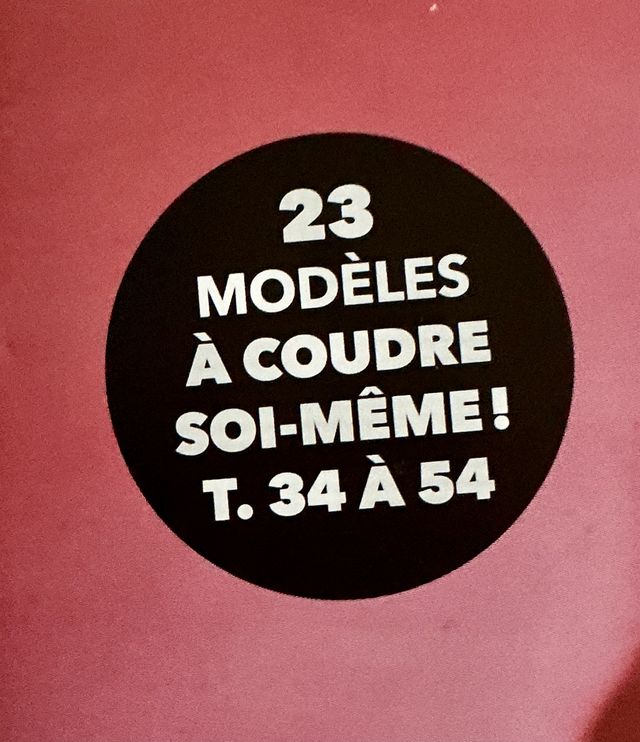 23
MODÈLES
À COUDRE
SOI-MÊME !
T. 34 À 54